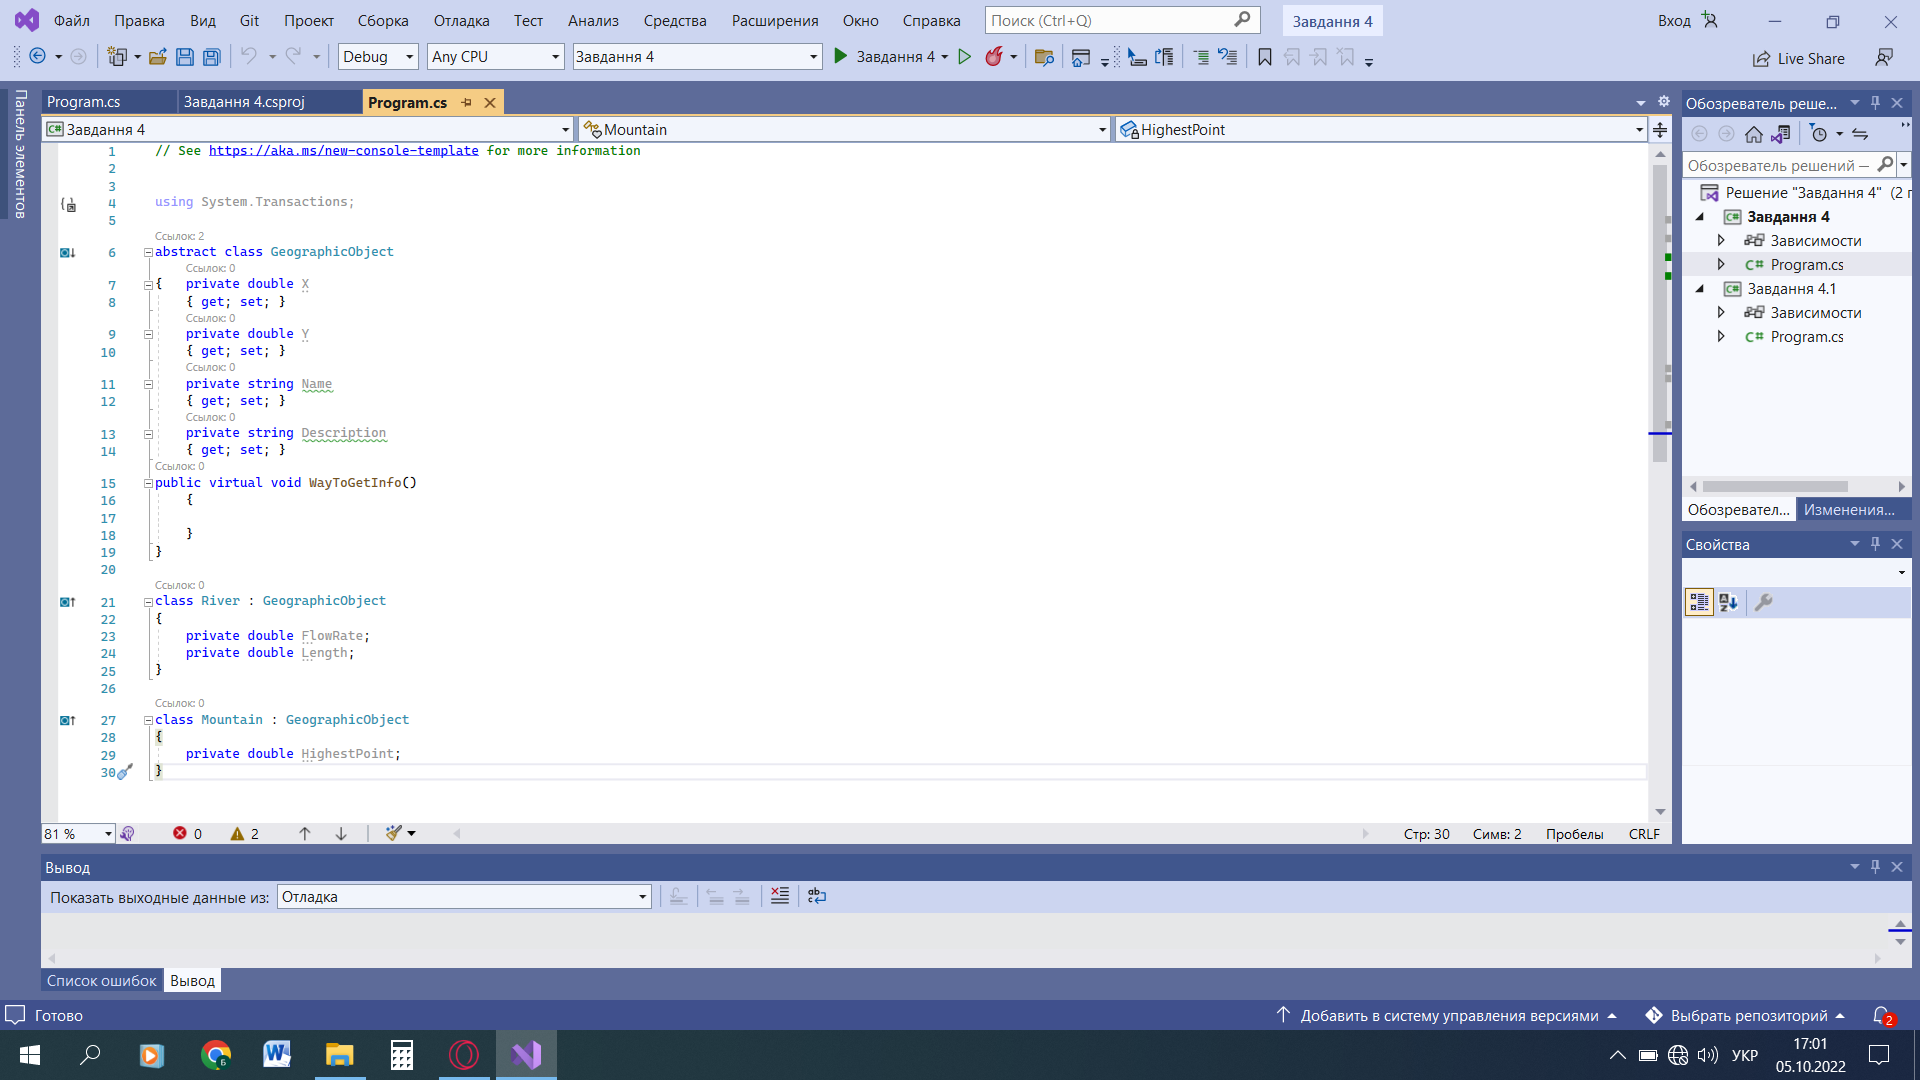 Файл Правка Вид Git Проект Сборка Отладка Тест Анализ Средства Расширения Окно Справка Поиск (Ctrl+Q) Завдання 4 Вход
Debug Any CPU Завдання 4 Завдання 4 Live Share
Панель элементов
Program.cs Завдання 4.csproj Program.cs
Завдання 4 Mountain HighestPoint
1 // See https://aka.ms/new-console-template for more information
2
3
4 using System.Transactions;
5
Ссылок: 2
6 abstract class GeographicObject
Ссылок: 0
7 { private double X
8 { get; set; }
Ссылок: 0
9 private double Y
10 { get; set; }
Ссылок: 0
11 private string Name
12 { get; set; }
Ссылок: 0
13 private string Description
14 { get; set; }
Ссылок: 0
15 public virtual void WayToGetInfo()
16 {
17
18 }
19 }
20
Ссылок: 0
21 class River : GeographicObject
22 {
23 private double FlowRate;
24 private double Length;
25 }
26
Ссылок: 0
27 class Mountain : GeographicObject
28 {
29 private double HighestPoint;
30 }
81 % 0 2 Стр: 30 Симв: 2 Пробелы CRLF
Обозреватель реше...
Обозреватель решений —
Решение "Завдання 4" (2 г
Завдання 4
Зависимости
C# Program.cs
Завдання 4.1
Зависимости
C# Program.cs
Обозревател... Изменения...
Свойства
Вывод
Показать выходные данные из: Отладка
Список ошибок Вывод
Готово Добавить в систему управления версиями Выбрать репозиторий 2
УКР 17:01
05.10.2022